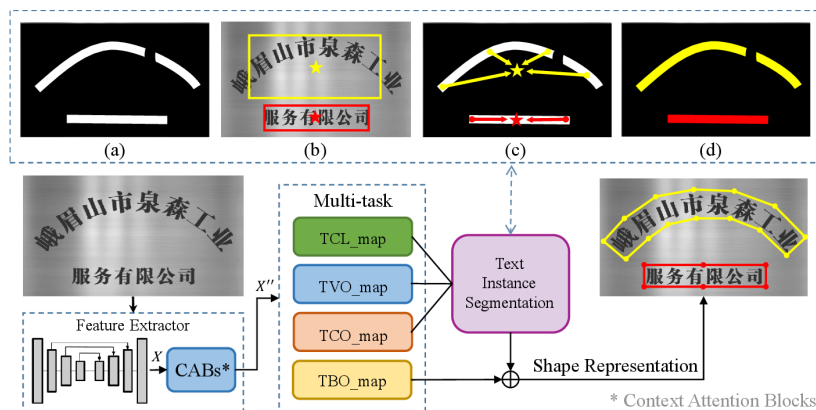 峨眉山市泉森工业
服务有限公司
(a) (b) (c) (d)
峨眉山市泉森工业
服务有限公司
Feature Extractor
X
CABs*
X''
Multi-task
TCL_map
TVO_map
TCO_map
TBO_map
Text
Instance
Segmentation
Shape Representation
峨眉山市泉森工业
服务有限公司
* Context Attention Blocks